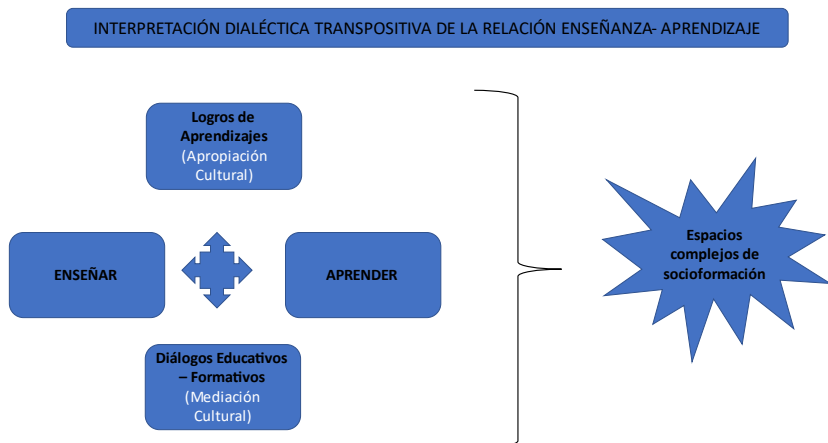 INTERPRETACIÓN DIALÉCTICA TRANSPOSITIVA DE LA RELACIÓN ENSEÑANZA- APRENDIZAJE
Logros de
Aprendizajes
(Apropiación
Cultural)
ENSEÑAR
APRENDER
Diálogos Educativos
– Formativos
(Mediación
Cultural)
Espacios
complejos de
socioformación